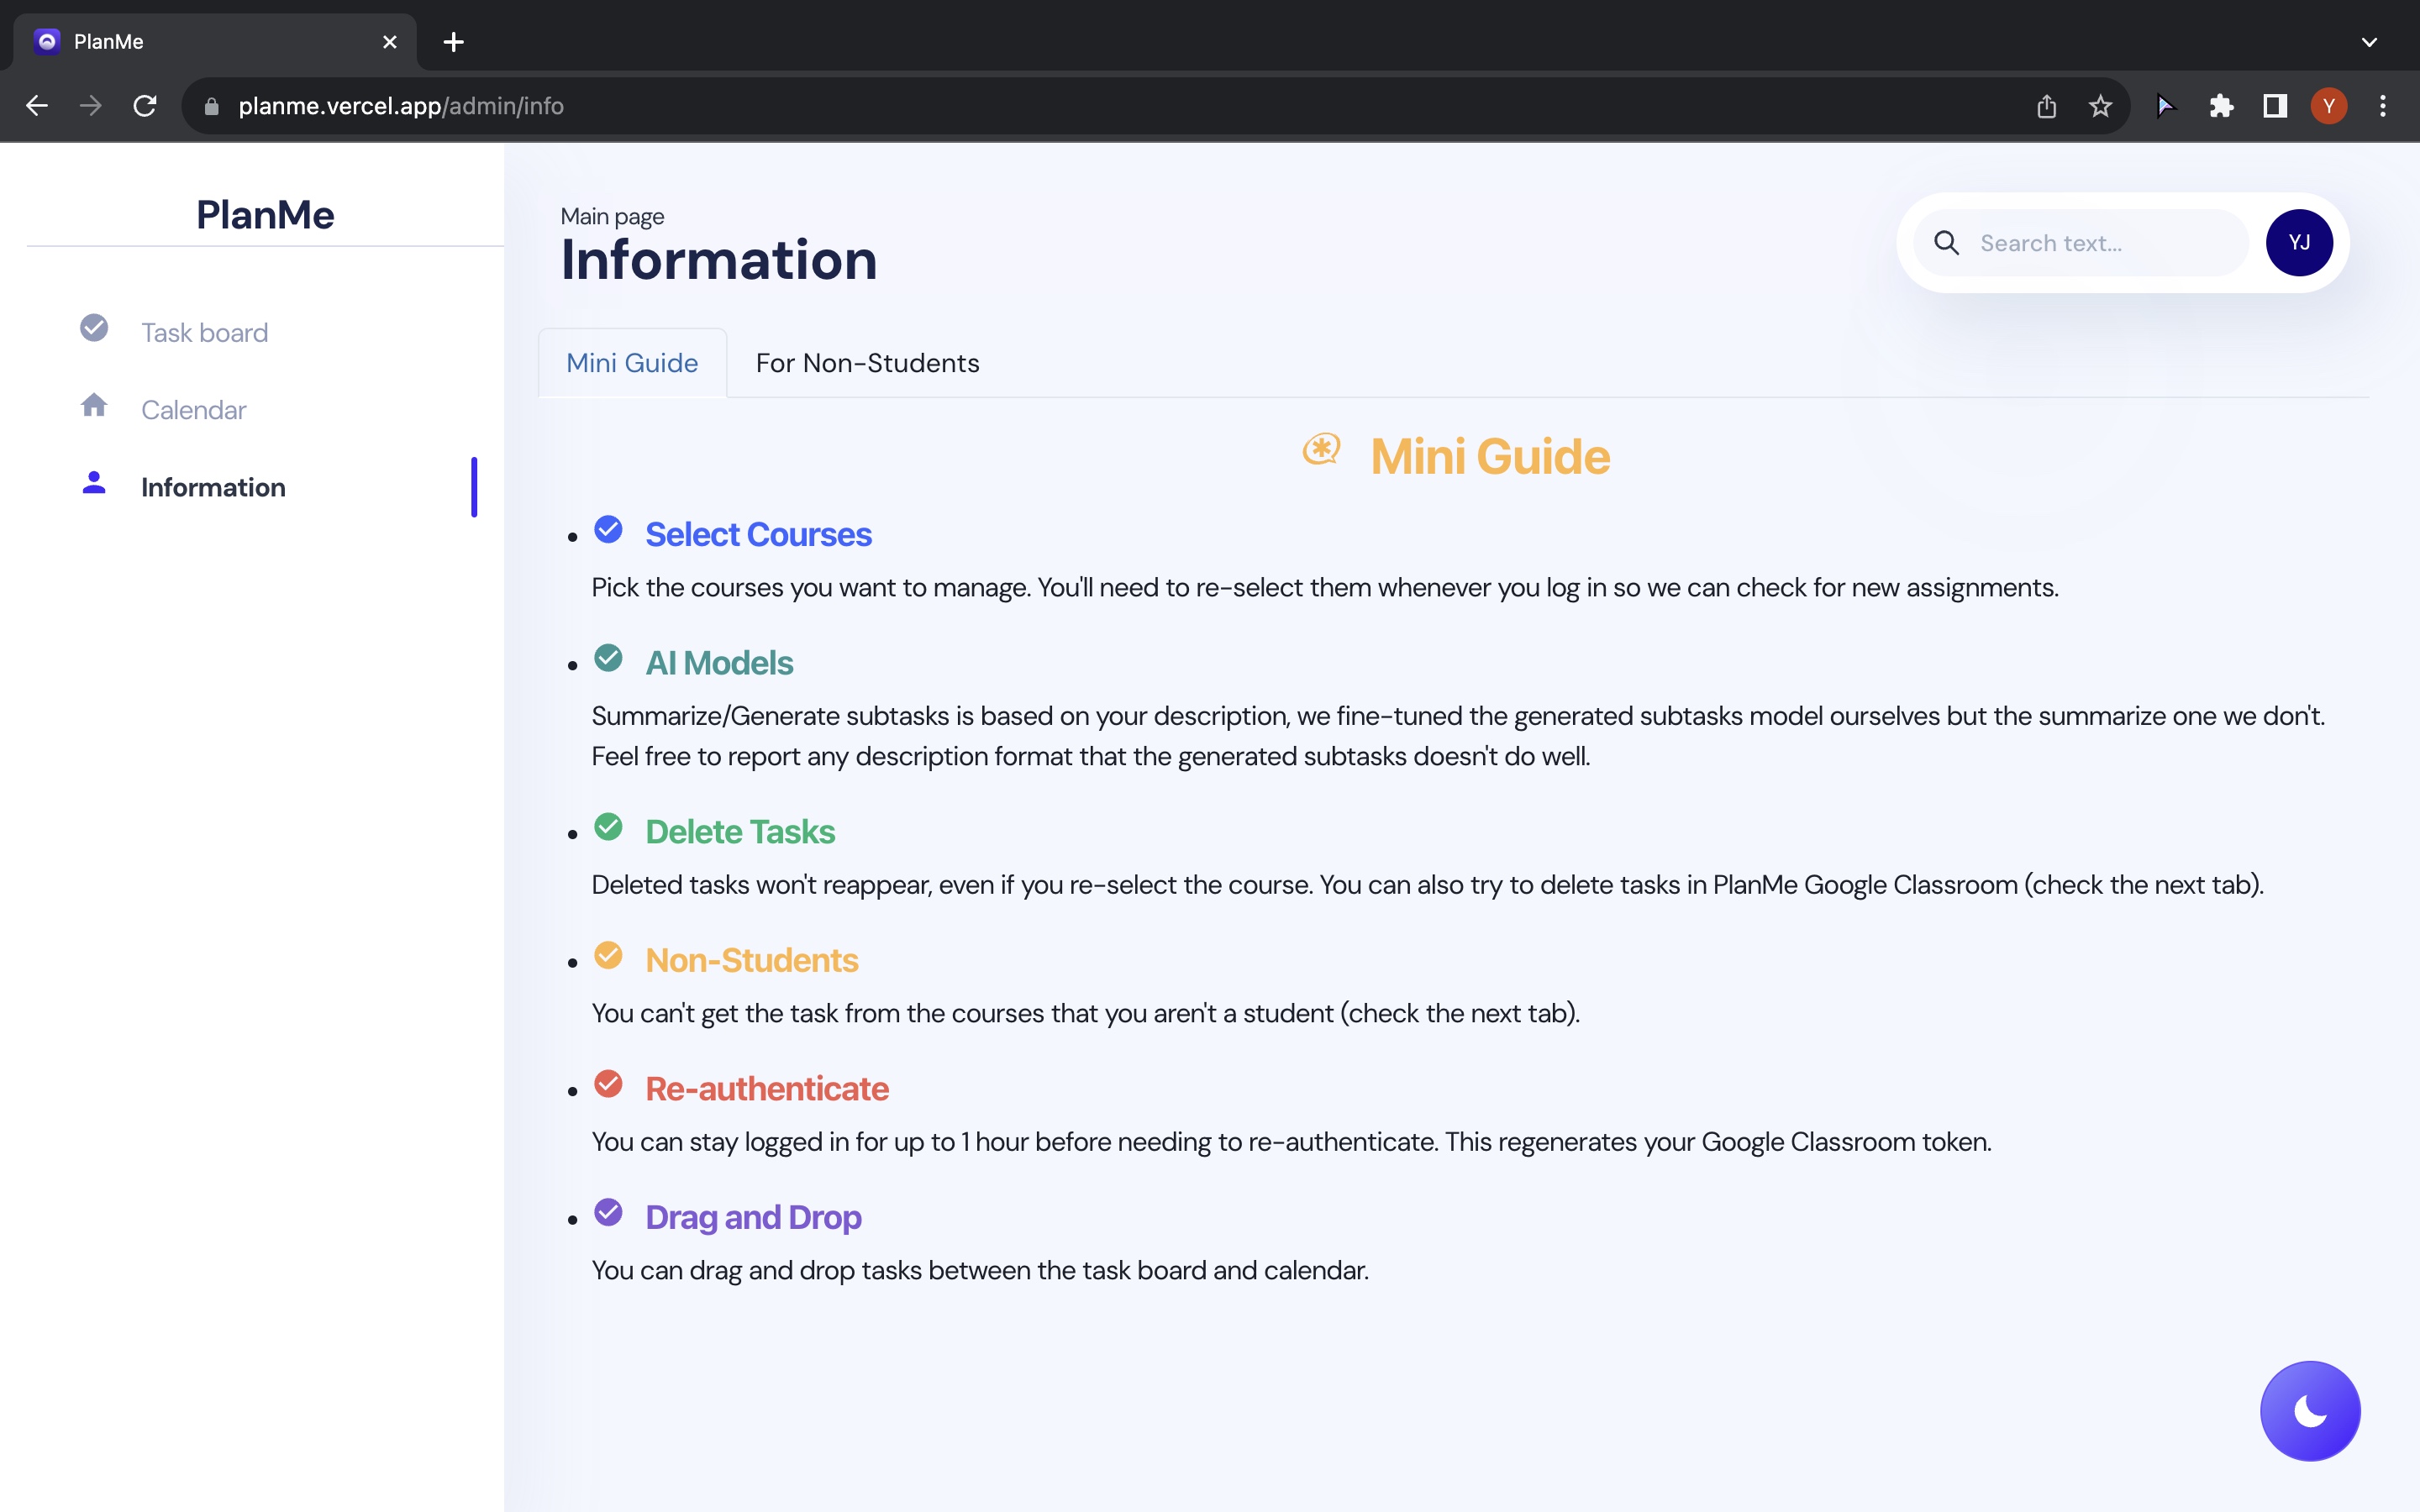 PlanMe
planme.vercel.app/admin/info
Y
PlanMe
Task board
Calendar
Information
Main page
Information
Search text...
YJ
Mini Guide
For Non-Students
Mini Guide
Select Courses
Pick the courses you want to manage. You'll need to re-select them whenever you log in so we can check for new assignments.
AI Models
Summarize/Generate subtasks is based on your description, we fine-tuned the generated subtasks model ourselves but the summarize one we don't.
Feel free to report any description format that the generated subtasks doesn't do well.
Delete Tasks
Deleted tasks won't reappear, even if you re-select the course. You can also try to delete tasks in PlanMe Google Classroom (check the next tab).
Non-Students
You can't get the task from the courses that you aren't a student (check the next tab).
Re-authenticate
You can stay logged in for up to 1 hour before needing to re-authenticate. This regenerates your Google Classroom token.
Drag and Drop
You can drag and drop tasks between the task board and calendar.